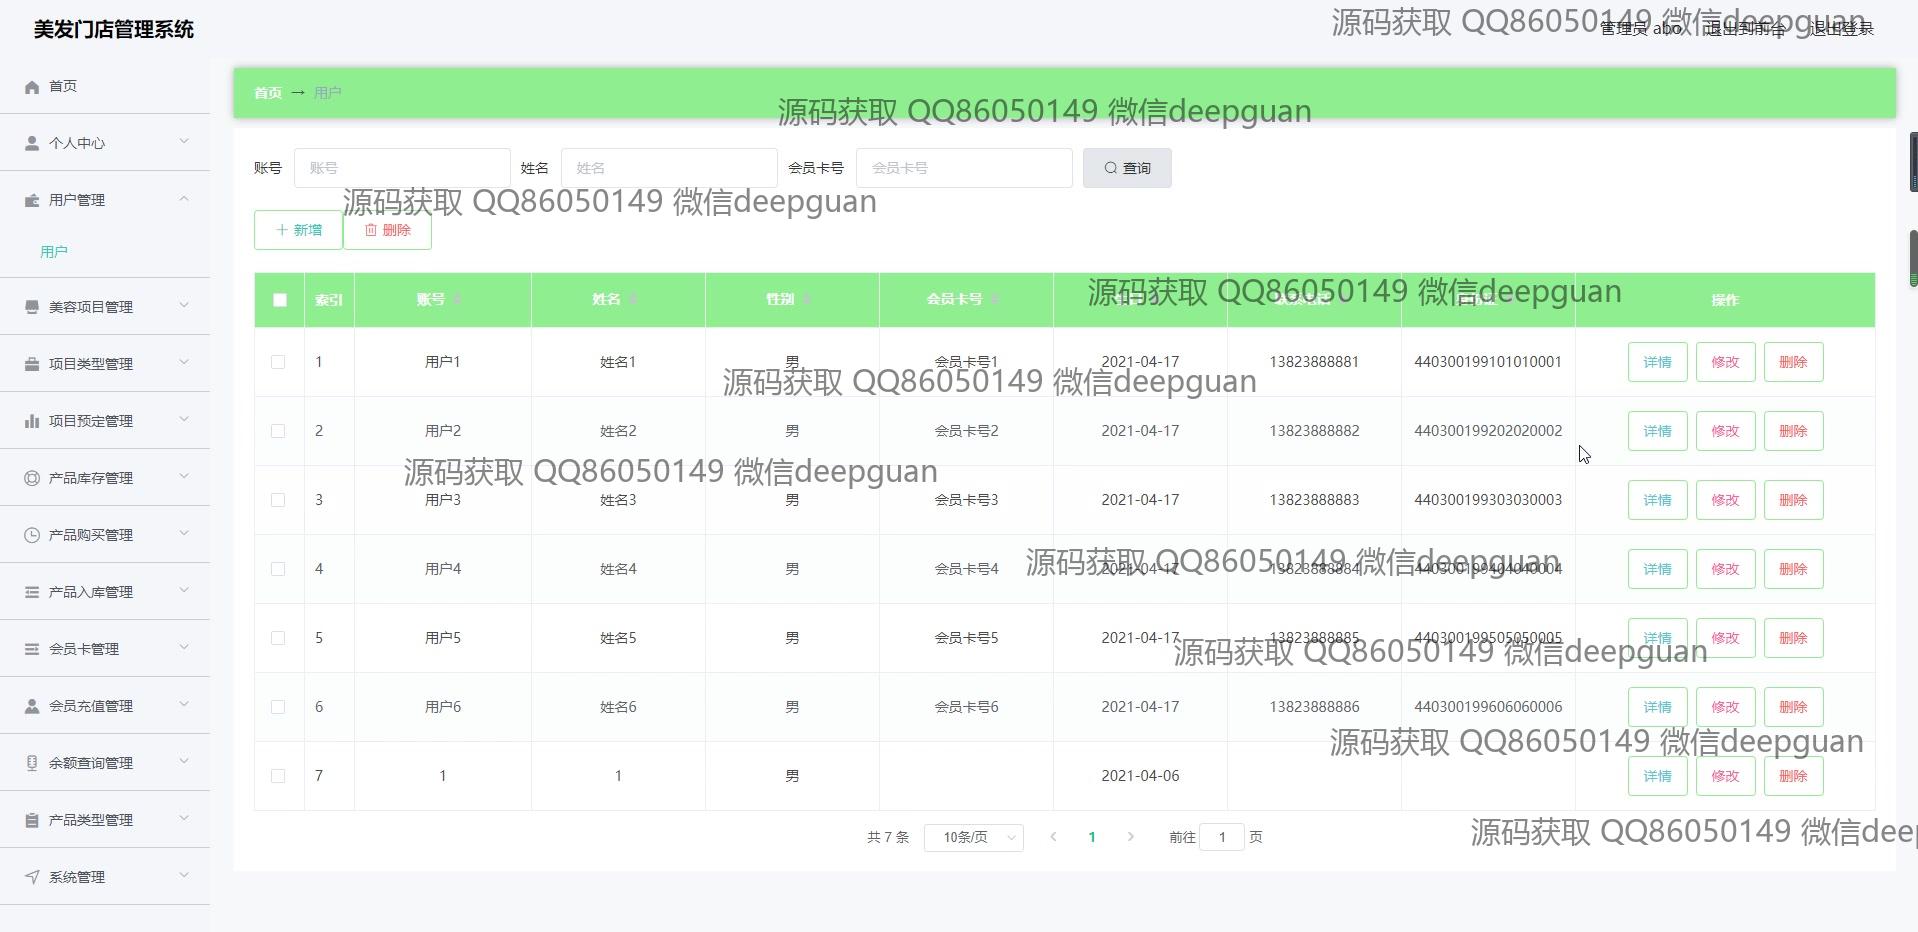 美发门店管理系统
源码获取 QQ86050149 微信deepguan
管理员 abo 退出到前台 退出登录
首页
个人中心
用户管理
用户
美容项目管理
项目类型管理
项目预定管理
产品库存管理
产品购买管理
产品入库管理
会员卡管理
会员充值管理
余额查询管理
产品类型管理
系统管理
首页 → 用户
源码获取 QQ86050149 微信deepguan
账号 账号 姓名 姓名 会员卡号 会员卡号 查询
源码获取 QQ86050149 微信deepguan
新增 删除
索引 账号 姓名 性别 会员卡号 操作
源码获取 QQ86050149 微信deepguan
1 用户1 姓名1 男 会员卡号1 2021-04-17 13823888881 440300199101010001 详情 修改 删除
源码获取 QQ86050149 微信deepguan
2 用户2 姓名2 男 会员卡号2 2021-04-17 13823888882 440300199202020002 详情 修改 删除
源码获取 QQ86050149 微信deepguan
3 用户3 姓名3 男 会员卡号3 2021-04-17 13823888883 440300199303030003 详情 修改 删除
源码获取 QQ86050149 微信deepguan
4 用户4 姓名4 男 会员卡号4 2021-04-17 13823888884 440300199404040004 详情 修改 删除
5 用户5 姓名5 男 会员卡号5 2021-04-17 13823888885 440300199505050005 详情 修改 删除
源码获取 QQ86050149 微信deepguan
6 用户6 姓名6 男 会员卡号6 2021-04-17 13823888886 440300199606060006 详情 修改 删除
源码获取 QQ86050149 微信deepguan
7 1 1 男 2021-04-06 详情 修改 删除
共 7 条 10条/页 1 前往 1 页
源码获取 QQ86050149 微信deep